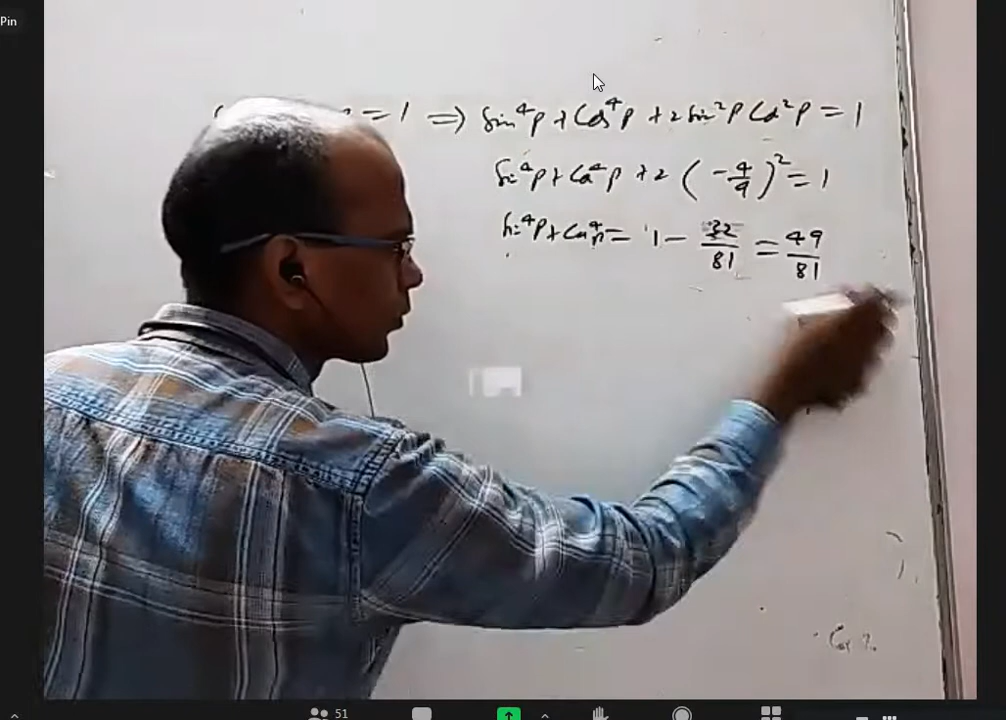 Pin
= 1 ⇒ Sin⁴p + Cos⁴p + 2 Sin²p Cos²p = 1
Sin⁴p + Cos⁴p + 2 (-4/9)² = 1
Sin⁴p + Cos⁴p = 1 - 32/81 = 49/81
51